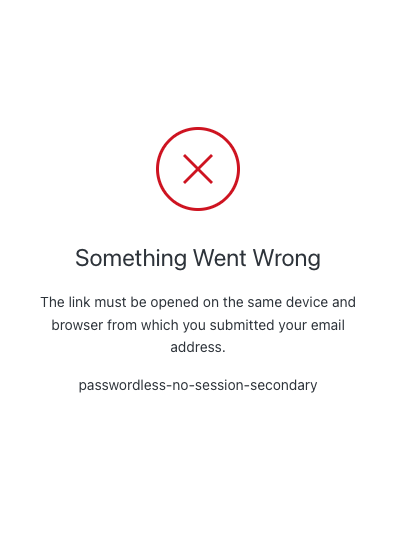 Something Went Wrong
The link must be opened on the same device and
browser from which you submitted your email
address.
passwordless-no-session-secondary